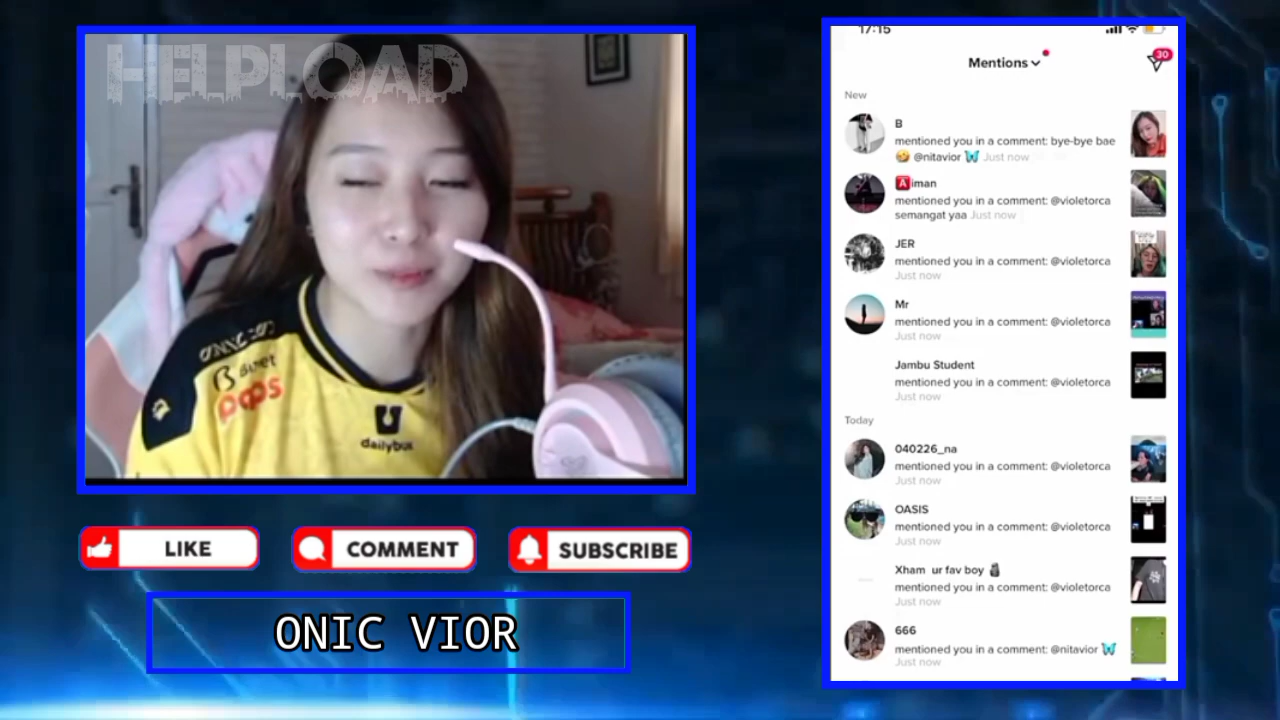 HELPLOAD
dailybox
LIKE
COMMENT
SUBSCRIBE
ONIC VIOR
17:15
Mentions
30
New
B
mentioned you in a comment: bye-bye bae
🤣 @nitavior 🦋 Just now
🅰iman
mentioned you in a comment: @violetorca
semangat yaa Just now
JER
mentioned you in a comment: @violetorca
Just now
Mr
mentioned you in a comment: @violetorca
Just now
Jambu Student
mentioned you in a comment: @violetorca
Just now
Today
040226_na
mentioned you in a comment: @violetorca
Just now
OASIS
mentioned you in a comment: @violetorca
Just now
Xham ur fav boy
mentioned you in a comment: @violetorca
Just now
666
mentioned you in a comment: @nitavior 🦋
Just now